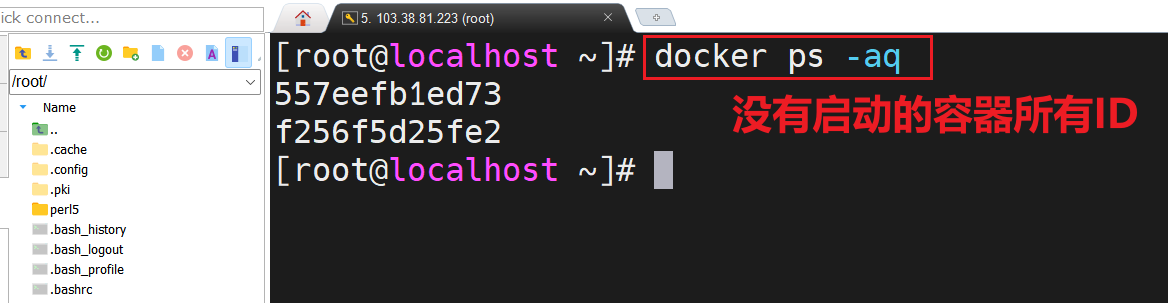 ick connect...
5. 103.38.81.223 (root)
/root/
Name
..
.cache
.config
.pki
perl5
.bash_history
.bash_logout
.bash_profile
.bashrc
[root@localhost ~]# docker ps -aq
557eefb1ed73
f256f5d25fe2
[root@localhost ~]#
没有启动的容器所有ID